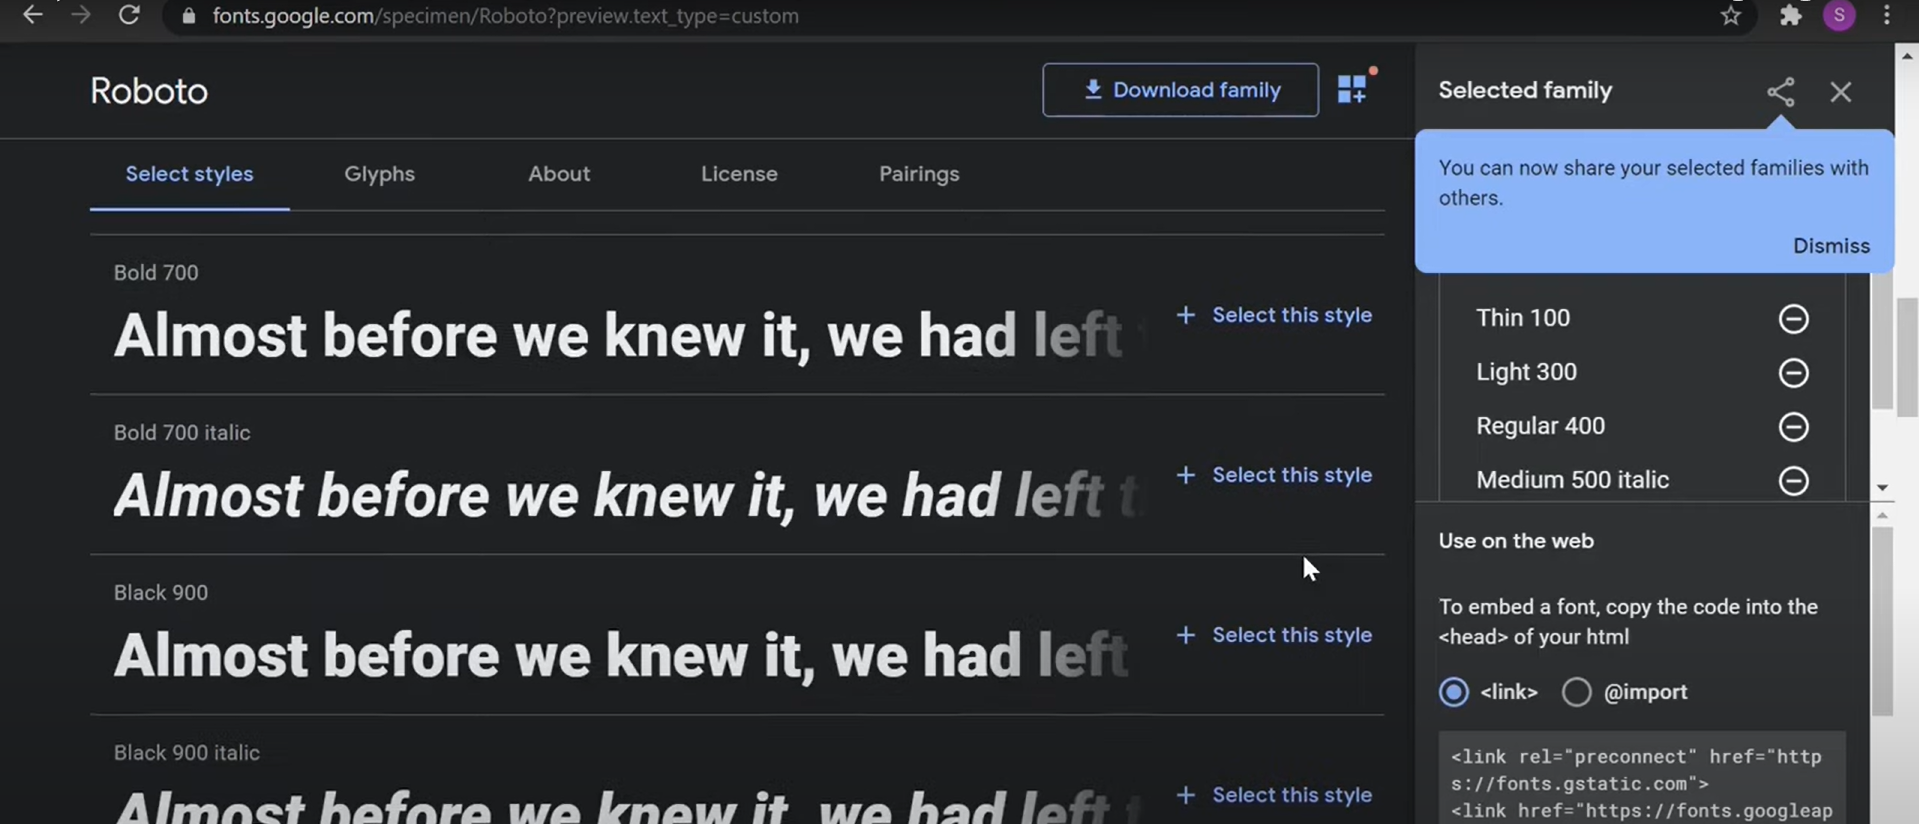 fonts.google.com/specimen/Roboto?preview.text_type=custom
S
Roboto
Download family
Selected family
You can now share your selected families with
others.
Dismiss
Select styles
Glyphs
About
License
Pairings
Bold 700
Almost before we knew it, we had left
Select this style
Bold 700 italic
Almost before we knew it, we had left t
Select this style
Black 900
Almost before we knew it, we had left
Select this style
Black 900 italic
Almost before we knew it, we had left t
Select this style
Thin 100
Light 300
Regular 400
Medium 500 italic
Use on the web
To embed a font, copy the code into the
<head> of your html
<link>
@import
<link rel="preconnect" href="http
s://fonts.gstatic.com">
<link href="https://fonts.googleap